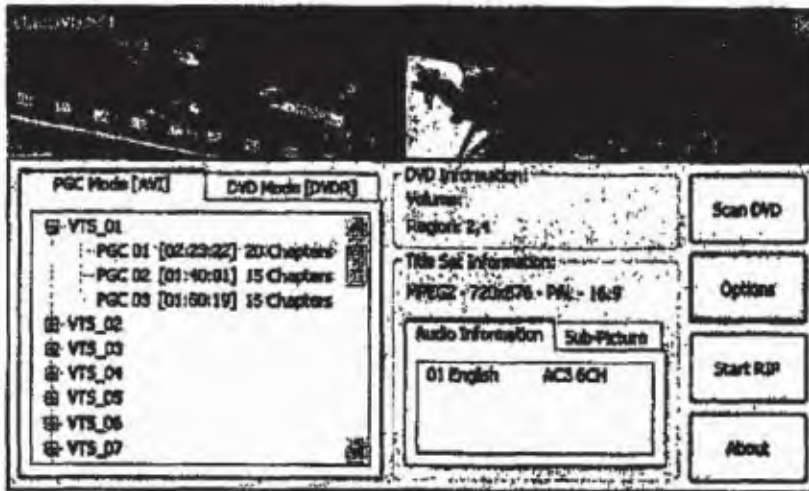 PGC Mode [AVI]
DVD Mode [DVDR]
VTS_01
PGC 01 [02:23:22] 20 Chapters
PGC 02 [01:40:01] 15 Chapters
PGC 03 [01:50:19] 15 Chapters
VTS_02
VTS_03
VTS_04
VTS_05
VTS_06
VTS_07
DVD Information:
Volume:
Region: 2,4
Title Set Information:
MPEG2 - 720x576 - PAL - 16:9
Audio Information
Sub-Picture
01 English AC3 6CH
Scan DVD
Options
Start RIP
About